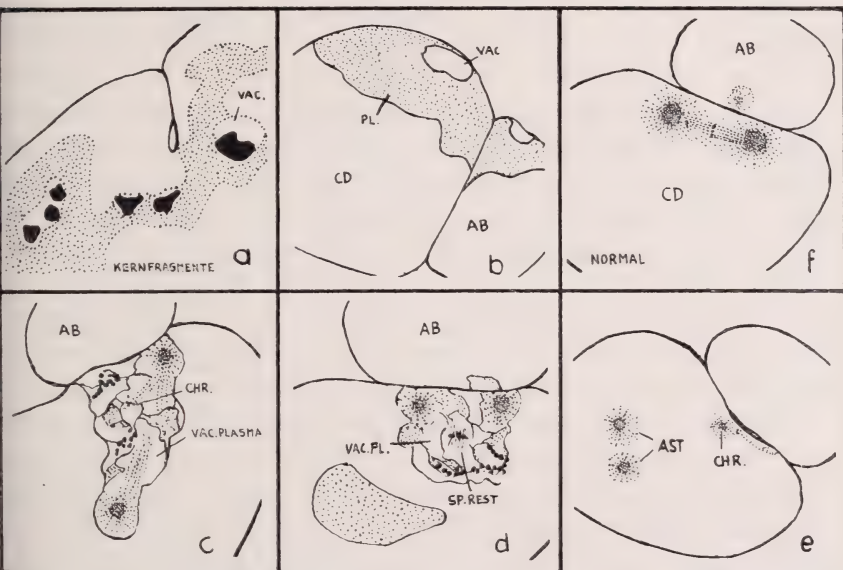 VAC.
KERNFRAGMENTE
a
VAC
PL.
CD
AB
b
AB
CD
NORMAL
f
AB
CHR.
VAC.PLASMA
c
AB
VAC.PL.
SP.REST
d
AST
CHR.
e